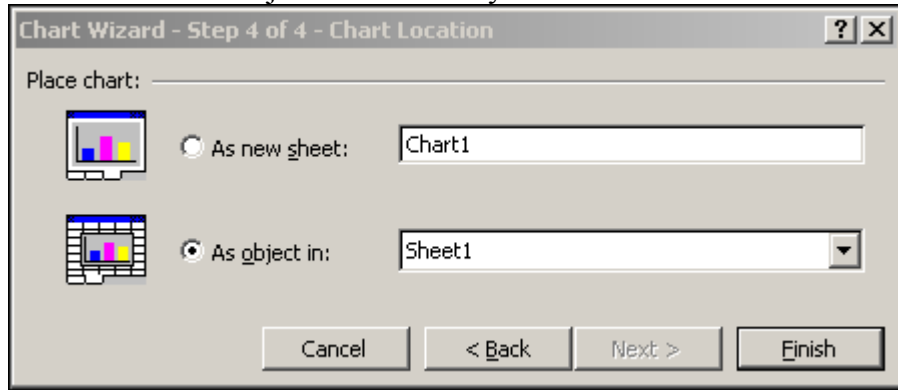 Chart Wizard - Step 4 of 4 - Chart Location
Place chart:
As new sheet: Chart1
As object in: Sheet1
Cancel < Back Next > Finish